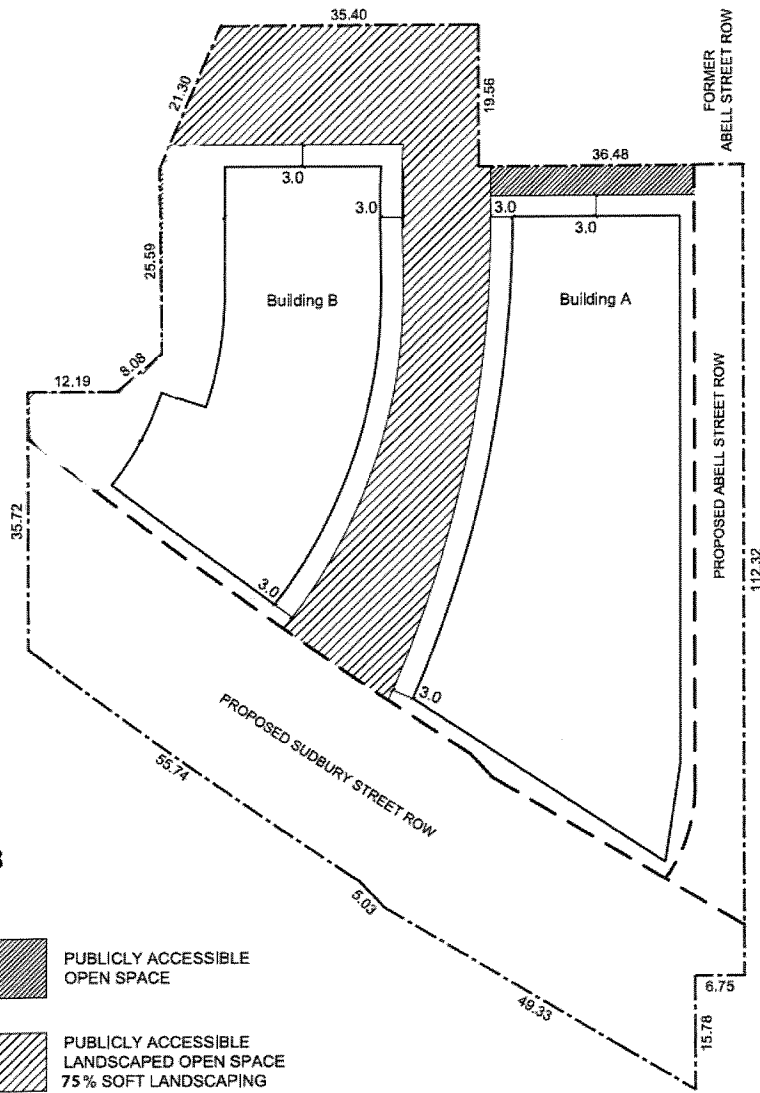 35.40
21.30
19.56
FORMER
ABELL STREET ROW
36.48
3.0
3.0
3.0
3.0
25.59
Building B
Building A
8.08
12.19
PROPOSED ABELL STREET ROW
35.72
112.32
3.0
3.0
PROPOSED SUDBURY STREET ROW
55.74
5.03
49.33
6.75
15.78
PUBLICLY ACCESSIBLE
OPEN SPACE
PUBLICLY ACCESSIBLE
LANDSCAPED OPEN SPACE
75% SOFT LANDSCAPING